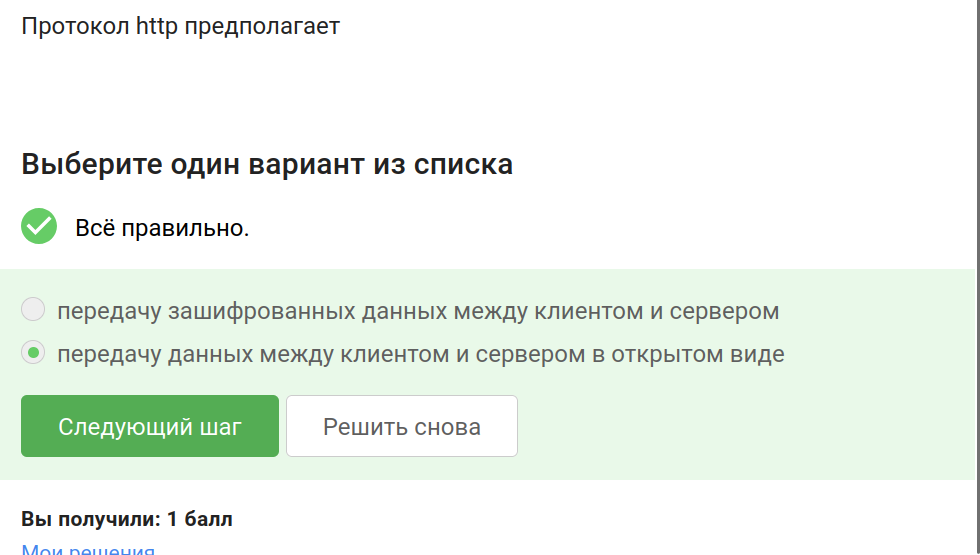 Протокол http предполагает
Выберите один вариант из списка
Всё правильно.
передачу зашифрованных данных между клиентом и сервером
передачу данных между клиентом и сервером в открытом виде
Следующий шаг
Решить снова
Вы получили: 1 балл
Мои решения